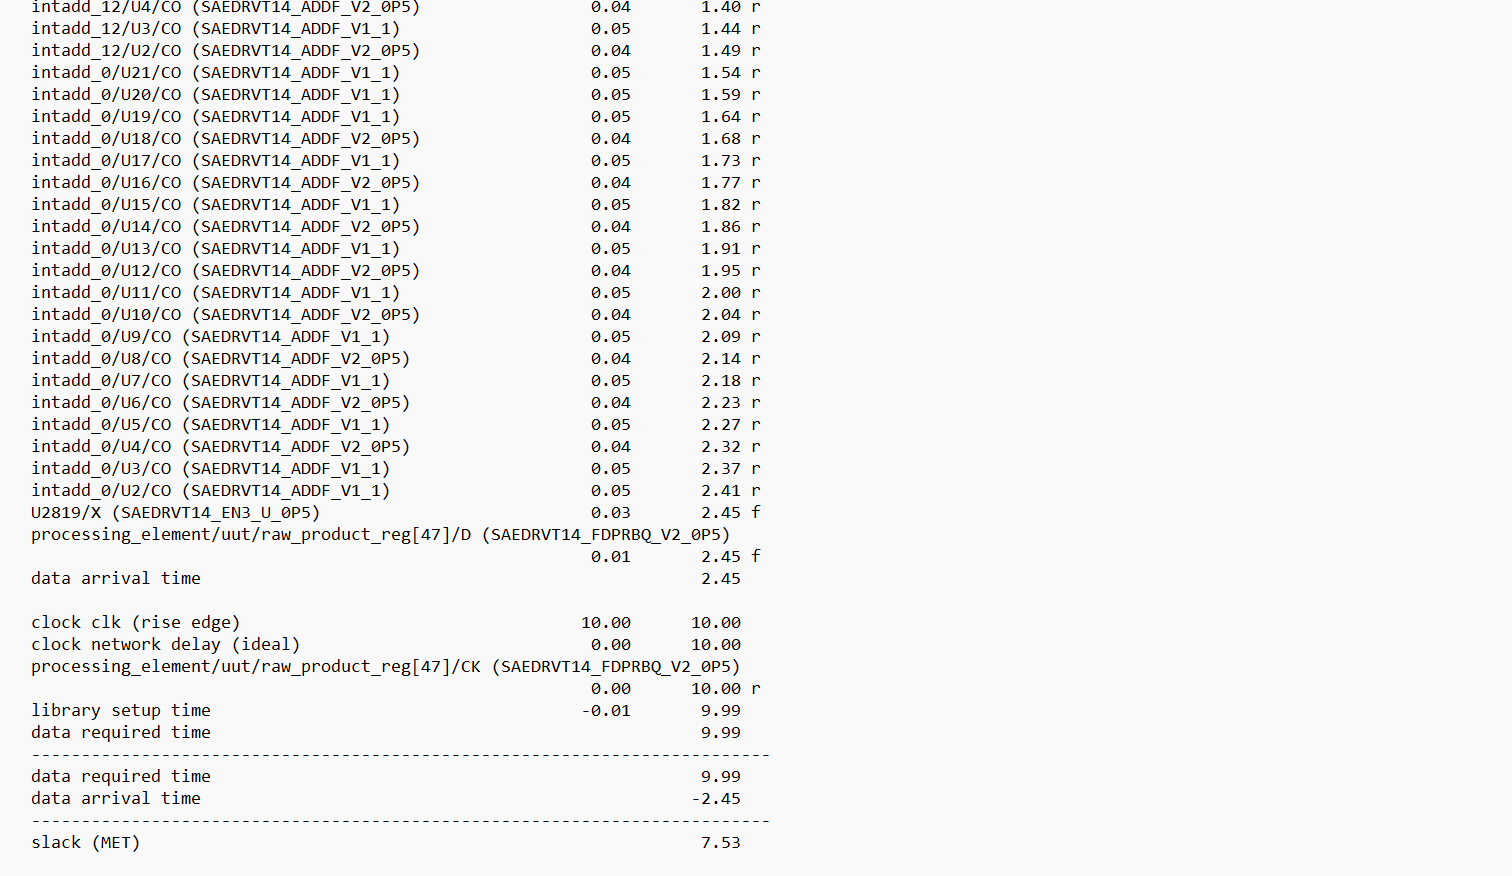 intadd_12/U4/CO (SAEDRVT14_ADDF_V2_0P5) 0.04 1.40 r
intadd_12/U3/CO (SAEDRVT14_ADDF_V1_1) 0.05 1.44 r
intadd_12/U2/CO (SAEDRVT14_ADDF_V2_0P5) 0.04 1.49 r
intadd_0/U21/CO (SAEDRVT14_ADDF_V1_1) 0.05 1.54 r
intadd_0/U20/CO (SAEDRVT14_ADDF_V1_1) 0.05 1.59 r
intadd_0/U19/CO (SAEDRVT14_ADDF_V1_1) 0.05 1.64 r
intadd_0/U18/CO (SAEDRVT14_ADDF_V2_0P5) 0.04 1.68 r
intadd_0/U17/CO (SAEDRVT14_ADDF_V1_1) 0.05 1.73 r
intadd_0/U16/CO (SAEDRVT14_ADDF_V2_0P5) 0.04 1.77 r
intadd_0/U15/CO (SAEDRVT14_ADDF_V1_1) 0.05 1.82 r
intadd_0/U14/CO (SAEDRVT14_ADDF_V2_0P5) 0.04 1.86 r
intadd_0/U13/CO (SAEDRVT14_ADDF_V1_1) 0.05 1.91 r
intadd_0/U12/CO (SAEDRVT14_ADDF_V2_0P5) 0.04 1.95 r
intadd_0/U11/CO (SAEDRVT14_ADDF_V1_1) 0.05 2.00 r
intadd_0/U10/CO (SAEDRVT14_ADDF_V2_0P5) 0.04 2.04 r
intadd_0/U9/CO (SAEDRVT14_ADDF_V1_1) 0.05 2.09 r
intadd_0/U8/CO (SAEDRVT14_ADDF_V2_0P5) 0.04 2.14 r
intadd_0/U7/CO (SAEDRVT14_ADDF_V1_1) 0.05 2.18 r
intadd_0/U6/CO (SAEDRVT14_ADDF_V2_0P5) 0.04 2.23 r
intadd_0/U5/CO (SAEDRVT14_ADDF_V1_1) 0.05 2.27 r
intadd_0/U4/CO (SAEDRVT14_ADDF_V2_0P5) 0.04 2.32 r
intadd_0/U3/CO (SAEDRVT14_ADDF_V1_1) 0.05 2.37 r
intadd_0/U2/CO (SAEDRVT14_ADDF_V1_1) 0.05 2.41 r
U2819/X (SAEDRVT14_EN3_U_0P5) 0.03 2.45 f
processing_element/uut/raw_product_reg[47]/D (SAEDRVT14_FDPRBQ_V2_0P5)
0.01 2.45 f
data arrival time 2.45
clock clk (rise edge) 10.00 10.00
clock network delay (ideal) 0.00 10.00
processing_element/uut/raw_product_reg[47]/CK (SAEDRVT14_FDPRBQ_V2_0P5)
0.00 10.00 r
library setup time -0.01 9.99
data required time 9.99
--------------------------------------------------------------------------
data required time 9.99
data arrival time -2.45
--------------------------------------------------------------------------
slack (MET) 7.53